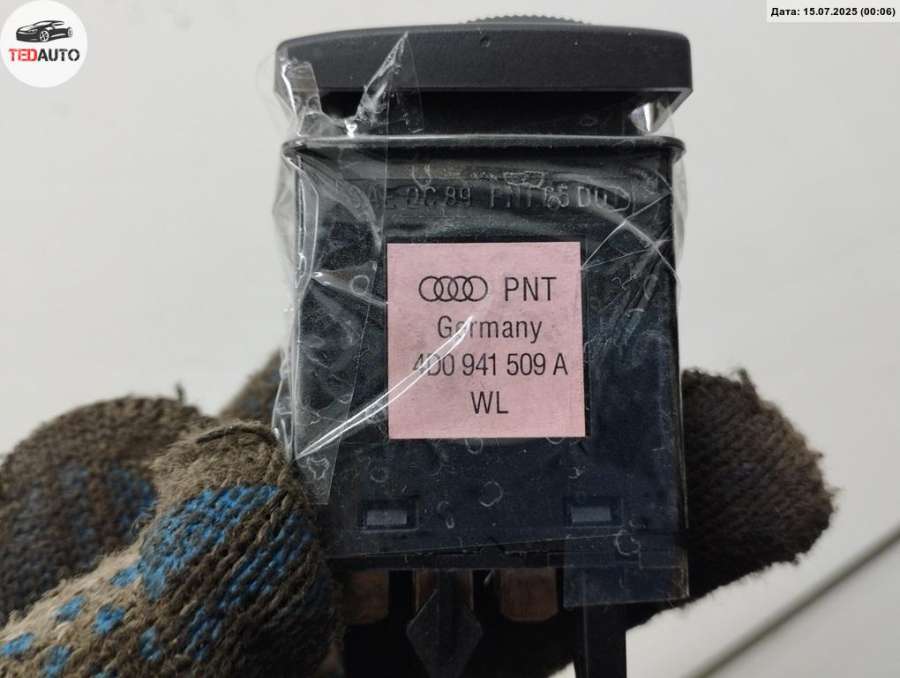 TEDAUTO
Дата: 15.07.2025 (00:06)
PNT
Germany
4D0 941 509 A
WL